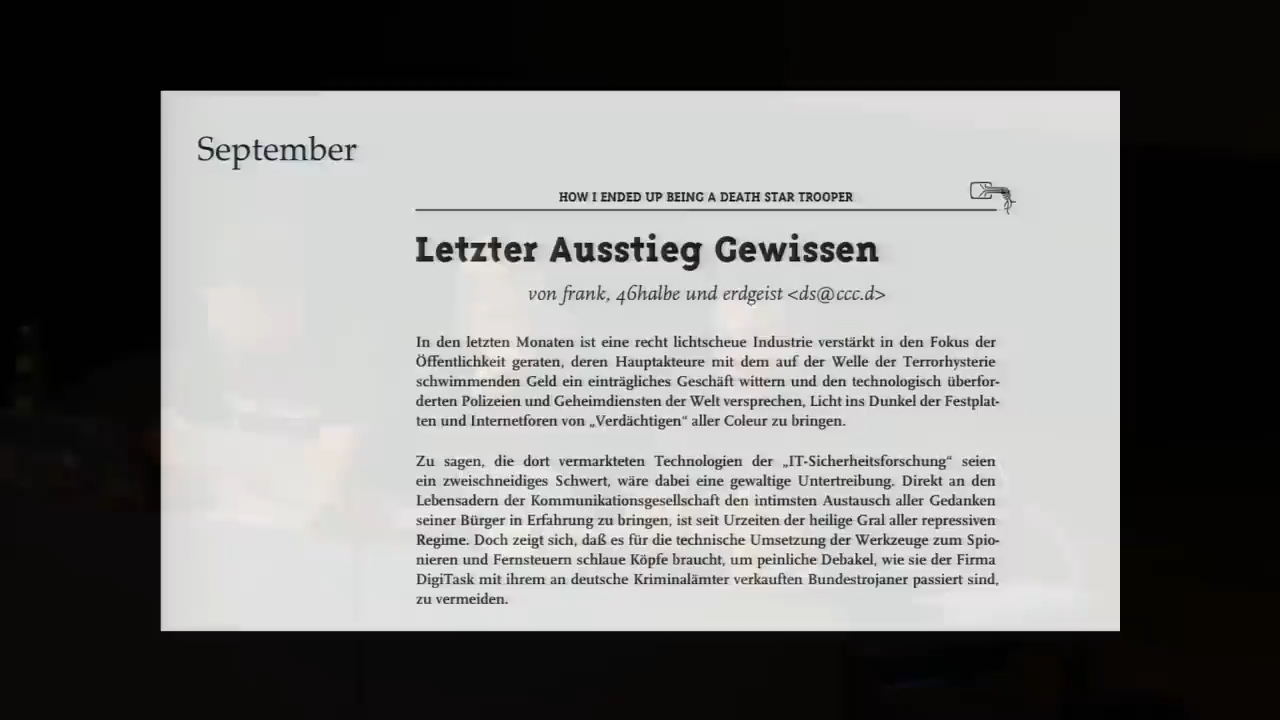 September
HOW I ENDED UP BEING A DEATH STAR TROOPER
Letzter Ausstieg Gewissen
von frank, 46halbe und erdgeist <ds@ccc.d>
In den letzten Monaten ist eine recht lichtscheue Industrie verstärkt in den Fokus der
Öffentlichkeit geraten, deren Hauptakteure mit dem auf der Welle der Terrorhysterie
schwimmenden Geld ein einträgliches Geschäft wittern und den technologisch überfor-
derten Polizeien und Geheimdiensten der Welt versprechen, Licht ins Dunkel der Festplat-
ten und Internetforen von „Verdächtigen“ aller Coleur zu bringen.
Zu sagen, die dort vermarkteten Technologien der „IT-Sicherheitsforschung“ seien
ein zweischneidiges Schwert, wäre dabei eine gewaltige Untertreibung. Direkt an den
Lebensadern der Kommunikationsgesellschaft den intimsten Austausch aller Gedanken
seiner Bürger in Erfahrung zu bringen, ist seit Urzeiten der heilige Gral aller repressiven
Regime. Doch zeigt sich, daß es für die technische Umsetzung der Werkzeuge zum Spio-
nieren und Fernsteuern schlaue Köpfe braucht, um peinliche Debakel, wie sie der Firma
DigiTask mit ihrem an deutsche Kriminalämter verkauften Bundestrojaner passiert sind,
zu vermeiden.